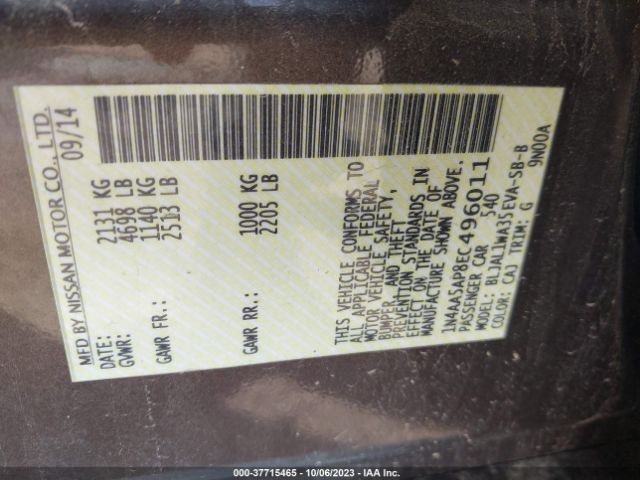 MFD BY NISSAN MOTOR CO., LTD.
DATE: 09/14
GVWR: 2131 KG
4698 LB
GAWR FR.: 1140 KG
2513 LB
GAWR RR.: 1000 KG
2205 LB
THIS VEHICLE CONFORMS TO
ALL APPLICABLE FEDERAL
MOTOR VEHICLE SAFETY,
BUMPER, AND THEFT
PREVENTION STANDARDS IN
EFFECT ON THE DATE OF
MANUFACTURE SHOWN ABOVE.
1N4AA5AP8EC496011
PASSENGER CAR 540
MODEL: BLJAL1WA35EVA-SB-B
COLOR: CAJ TRIM: G 9N00A
000-37715465 | 10/06/2023 | IAA Inc.